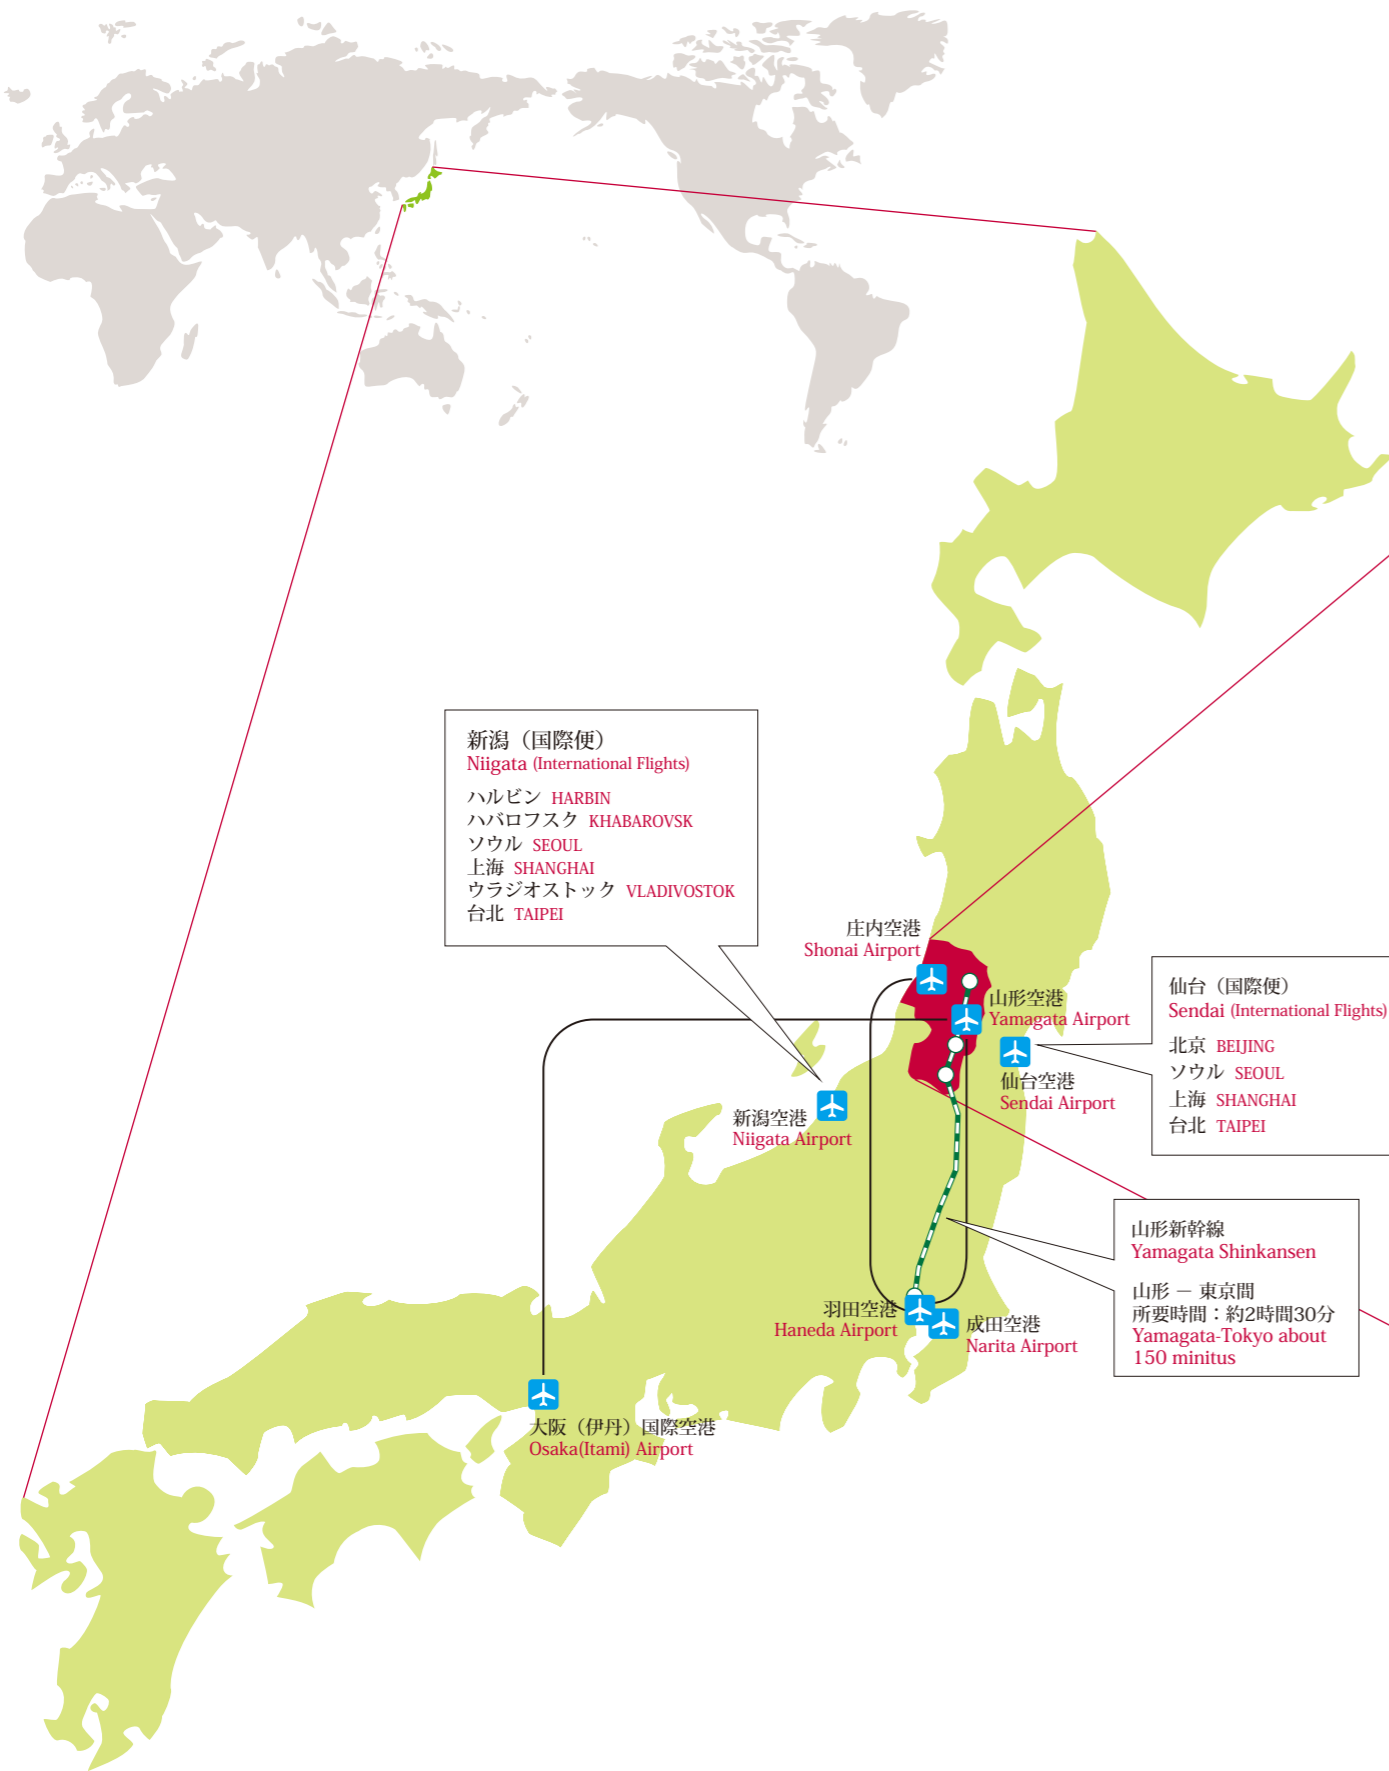 新潟（国際便）
Niigata (International Flights)
ハルビン HARBIN
ハバロフスク KHABAROVSK
ソウル SEOUL
上海 SHANGHAI
ウラジオストック VLADIVOSTOK
台北 TAIPEI
庄内空港
Shonai Airport
山形空港
Yamagata Airport
仙台（国際便）
Sendai (International Flights)
北京 BEIJING
ソウル SEOUL
上海 SHANGHAI
台北 TAIPEI
仙台空港
Sendai Airport
新潟空港
Niigata Airport
山形新幹線
Yamagata Shinkansen
山形 － 東京間
所要時間：約2時間30分
Yamagata-Tokyo about
150 minitus
羽田空港
Haneda Airport
成田空港
Narita Airport
大阪（伊丹）国際空港
Osaka(Itami) Airport